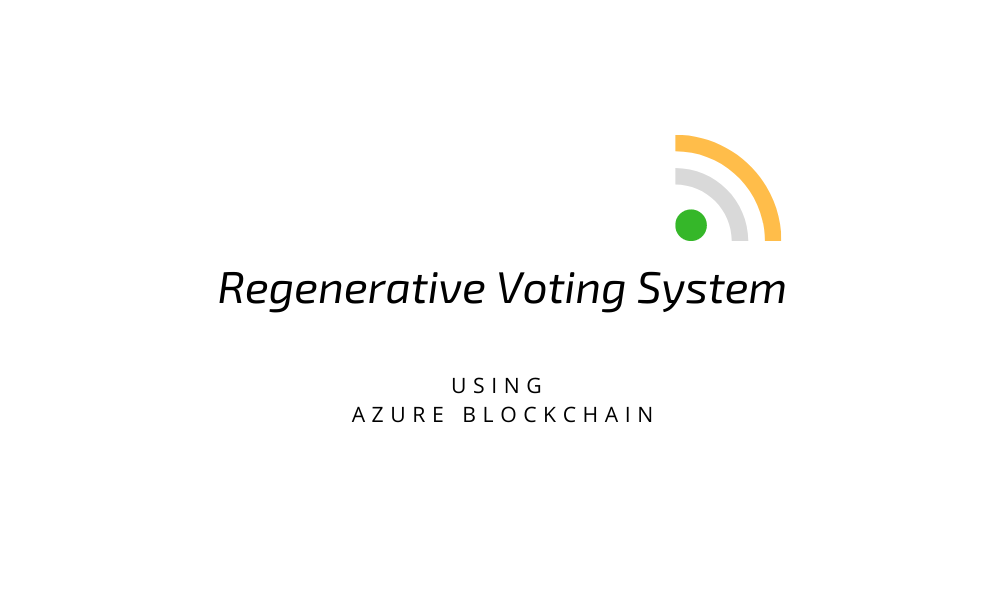 Regenerative Voting System
USING
AZURE BLOCKCHAIN